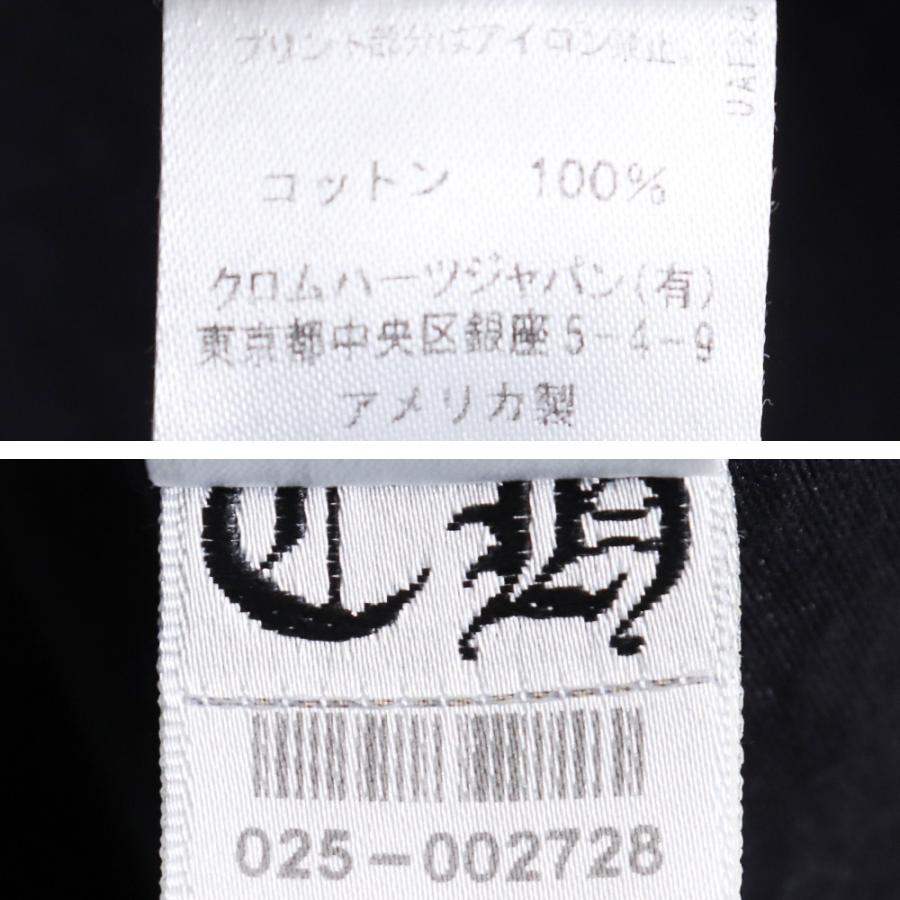 プリント部分はアイロン禁止。
コットン 100%
クロムハーツジャパン(有)
東京都中央区銀座5-4-9
アメリカ製
CH
025-002728